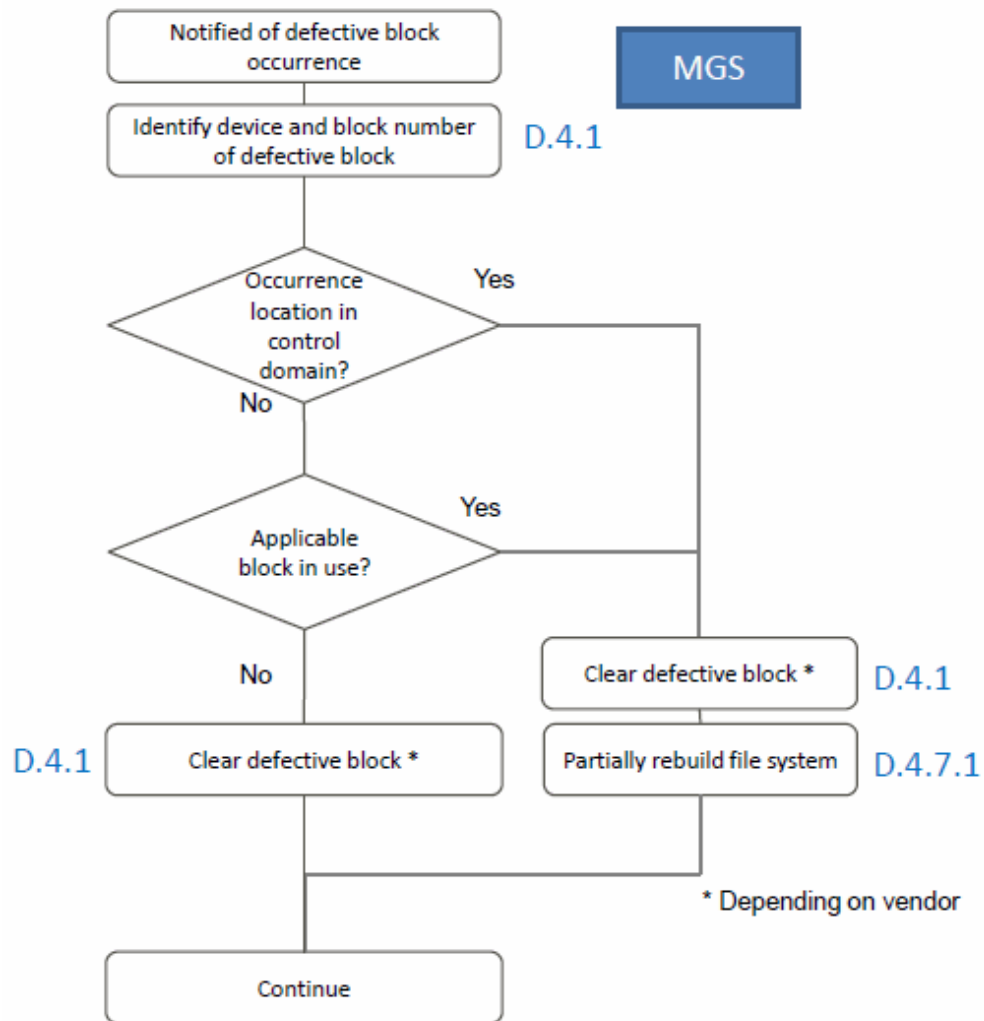 Notified of defective block
occurrence
MGS
Identify device and block number
of defective block
D.4.1
Occurrence
location in
control
domain?
Yes
No
Applicable
block in use?
Yes
No
Clear defective block *
D.4.1
D.4.1
Clear defective block *
Partially rebuild file system
D.4.7.1
* Depending on vendor
Continue